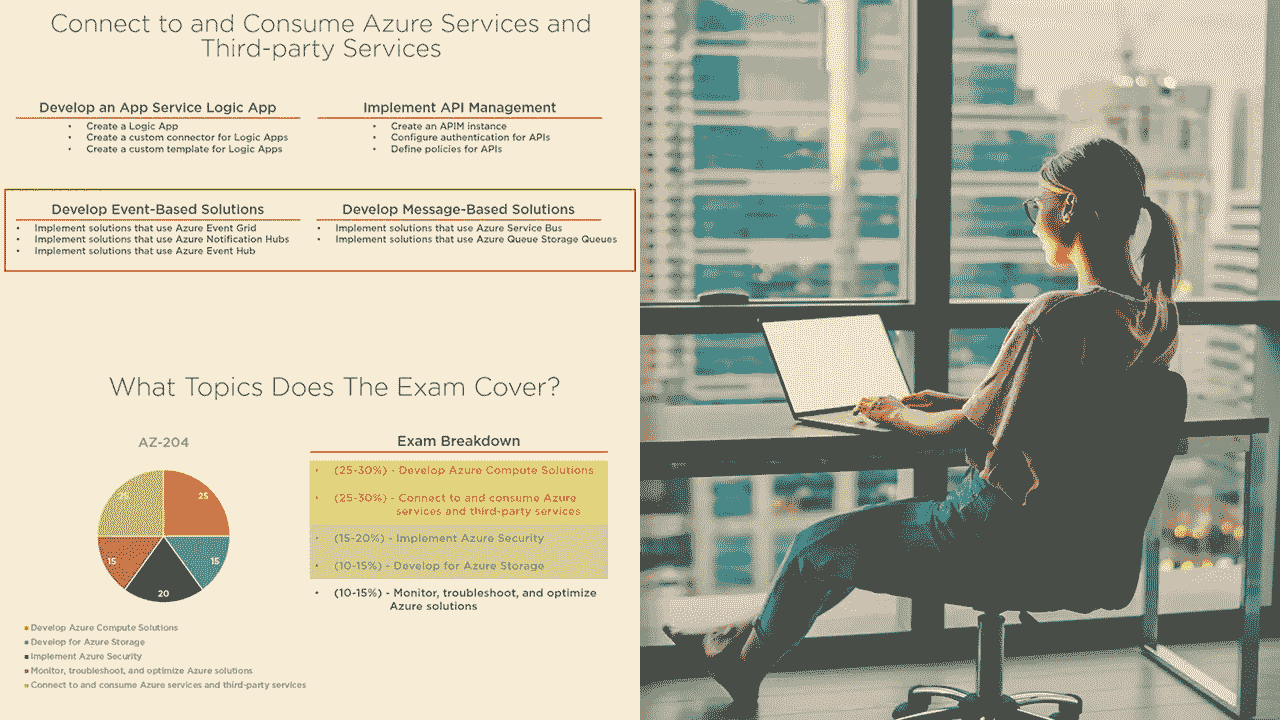 Connect to and Consume Azure Services and
Third-party Services
Develop an App Service Logic App
• Create a Logic App
• Create a custom connector for Logic Apps
• Create a custom template for Logic Apps
Implement API Management
• Create an APIM instance
• Configure authentication for APIs
• Define policies for APIs
Develop Event-Based Solutions
• Implement solutions that use Azure Event Grid
• Implement solutions that use Azure Notification Hubs
• Implement solutions that use Azure Event Hub
Develop Message-Based Solutions
• Implement solutions that use Azure Service Bus
• Implement solutions that use Azure Queue Storage Queues
What Topics Does The Exam Cover?
AZ-204
25
25
15
15
20
Develop Azure Compute Solutions
Develop for Azure Storage
Implement Azure Security
Monitor, troubleshoot, and optimize Azure solutions
Connect to and consume Azure services and third-party services
Exam Breakdown
• (25-30%) - Develop Azure Compute Solutions
• (25-30%) - Connect to and consume Azure
services and third-party services
• (15-20%) - Implement Azure Security
• (10-15%) - Develop for Azure Storage
• (10-15%) - Monitor, troubleshoot, and optimize
Azure solutions